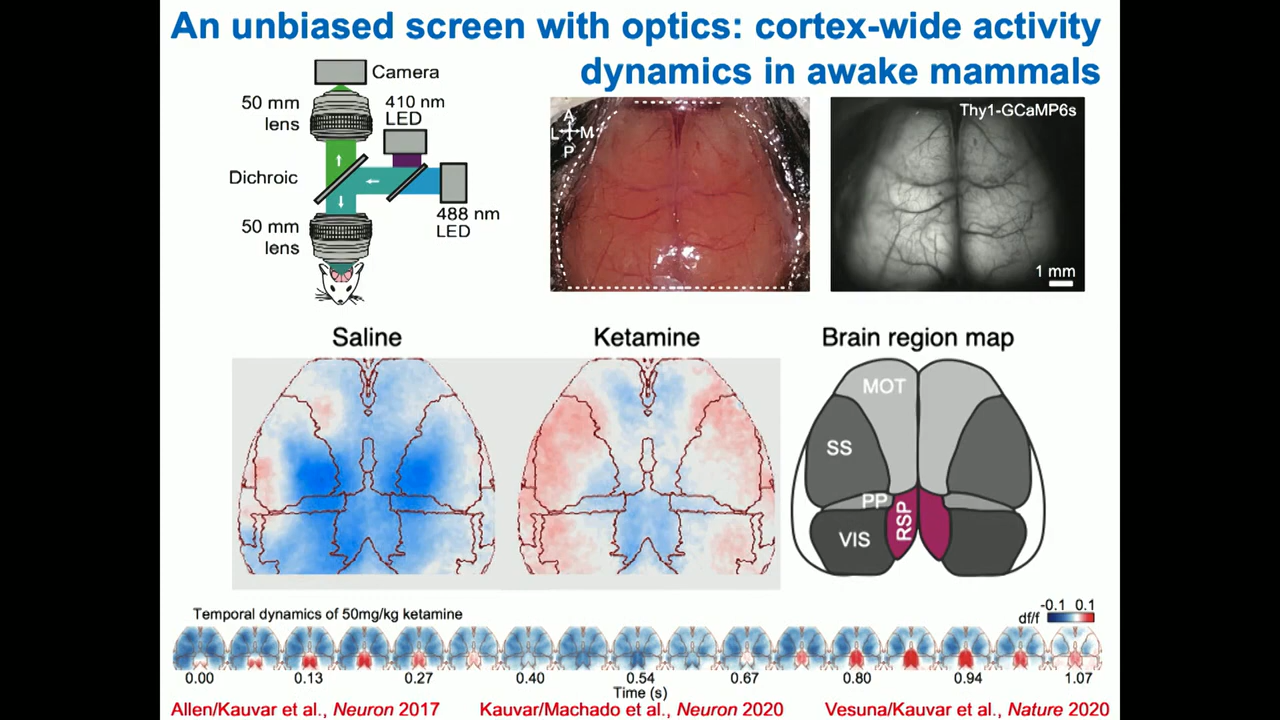 An unbiased screen with optics: cortex-wide activity
dynamics in awake mammals
Camera
50 mm
lens
410 nm
LED
Dichroic
488 nm
LED
50 mm
lens
A
L M
P
Thy1-GCaMP6s
1 mm
Saline
Ketamine
Brain region map
MOT
SS
PP
RSP
VIS
Temporal dynamics of 50mg/kg ketamine
-0.1 0.1
df/f
0.00 0.13 0.27 0.40 0.54 0.67 0.80 0.94 1.07
Time (s)
Allen/Kauvar et al., Neuron 2017
Kauvar/Machado et al., Neuron 2020
Vesuna/Kauvar et al., Nature 2020